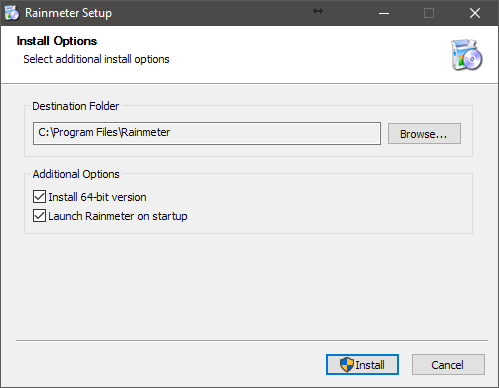 Rainmeter Setup
Install Options
Select additional install options
Destination Folder
C:\Program Files\Rainmeter
Browse...
Additional Options
Install 64-bit version
Launch Rainmeter on startup
Install
Cancel